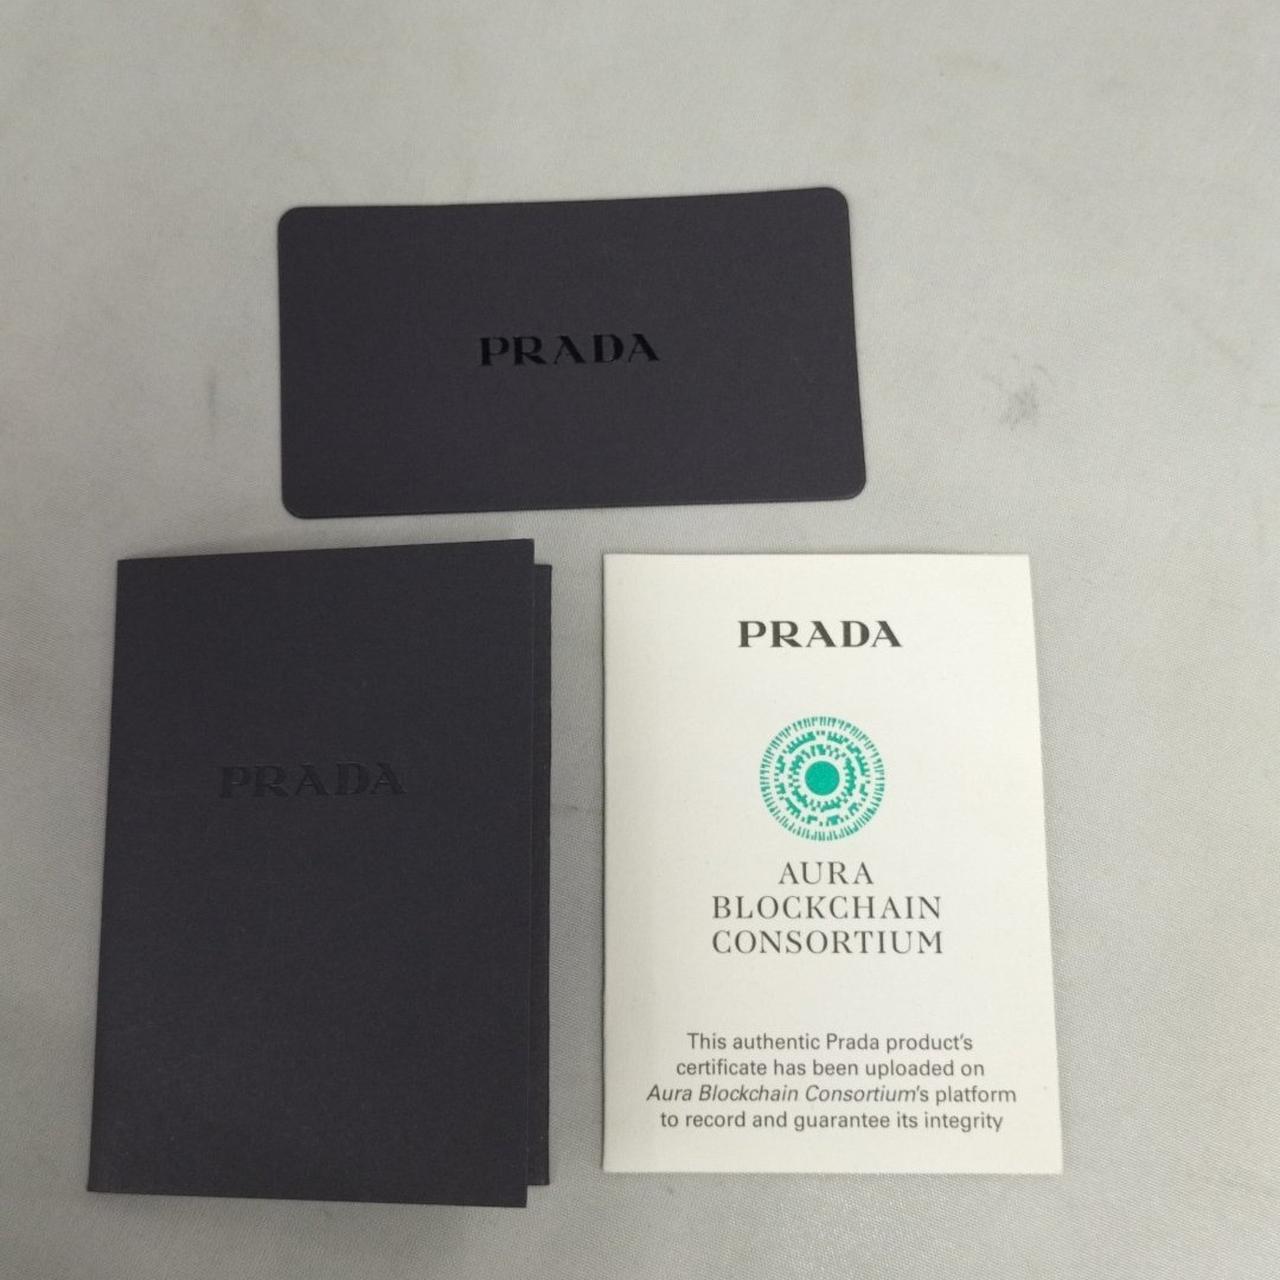 PRADA
PRADA
PRADA
AURA
BLOCKCHAIN
CONSORTIUM
This authentic Prada product's
certificate has been uploaded on
Aura Blockchain Consortium's platform
to record and guarantee its integrity